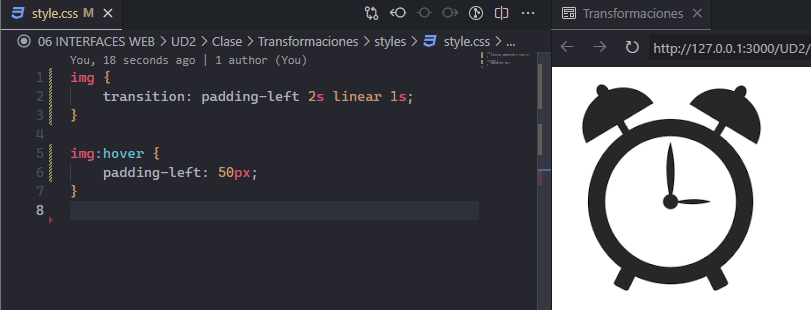 style.css M
Transformaciones
06 INTERFACES WEB > UD2 > Clase > Transformaciones > styles > style.css > ...
http://127.0.0.1:3000/UD2/
You, 18 seconds ago | 1 author (You)
1 img {
2 transition: padding-left 2s linear 1s;
3 }
4
5 img:hover {
6 padding-left: 50px;
7 }
8